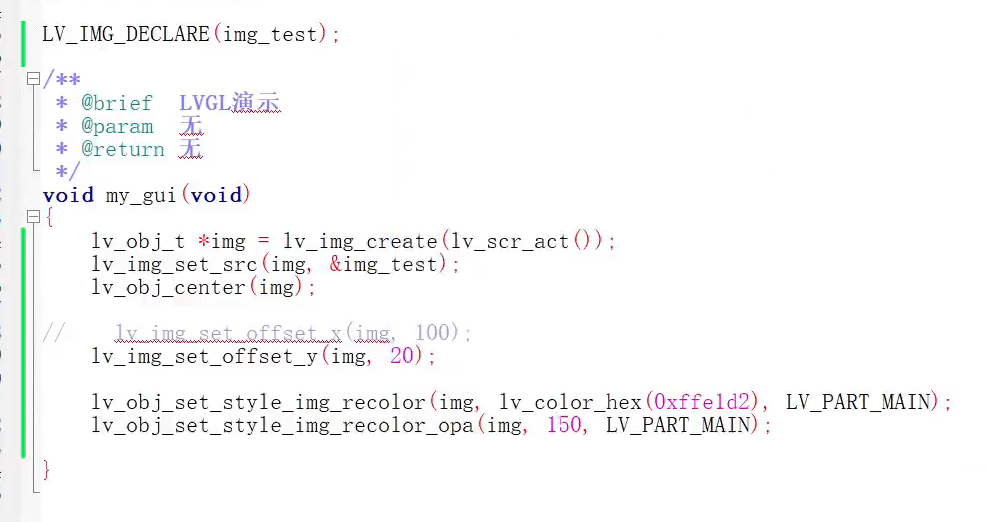 LV_IMG_DECLARE(img_test);
/**
 * @brief  LVGL演示
 * @param  无
 * @return 无
 */
void my_gui(void)
{
    lv_obj_t *img = lv_img_create(lv_scr_act());
    lv_img_set_src(img, &img_test);
    lv_obj_center(img);
//    lv_img_set_offset_x(img, 100);
    lv_img_set_offset_y(img, 20);
    lv_obj_set_style_img_recolor(img, lv_color_hex(0xffe1d2), LV_PART_MAIN);
    lv_obj_set_style_img_recolor_opa(img, 150, LV_PART_MAIN);
}